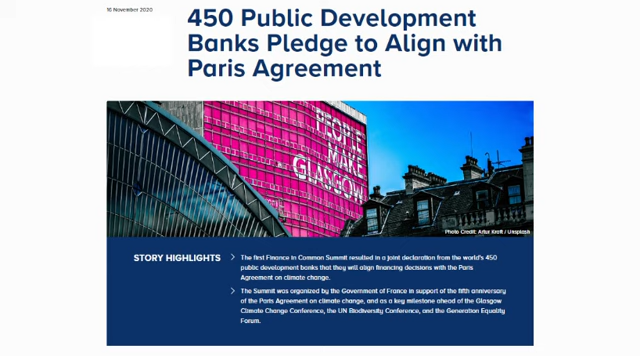 16 November 2020
450 Public Development
Banks Pledge to Align with
Paris Agreement
PEOPLE
MAKE
GLASGOW
Photo Credit: Artur Kraft / Unsplash
STORY HIGHLIGHTS
The first Finance in Common Summit resulted in a joint declaration from the world's 450
public development banks that they will align financing decisions with the Paris
Agreement on climate change.
The Summit was organized by the Government of France in support of the fifth anniversary
of the Paris Agreement on climate change, and as a key milestone ahead of the Glasgow
Climate Change Conference, the UN Biodiversity Conference, and the Generation Equality
Forum.